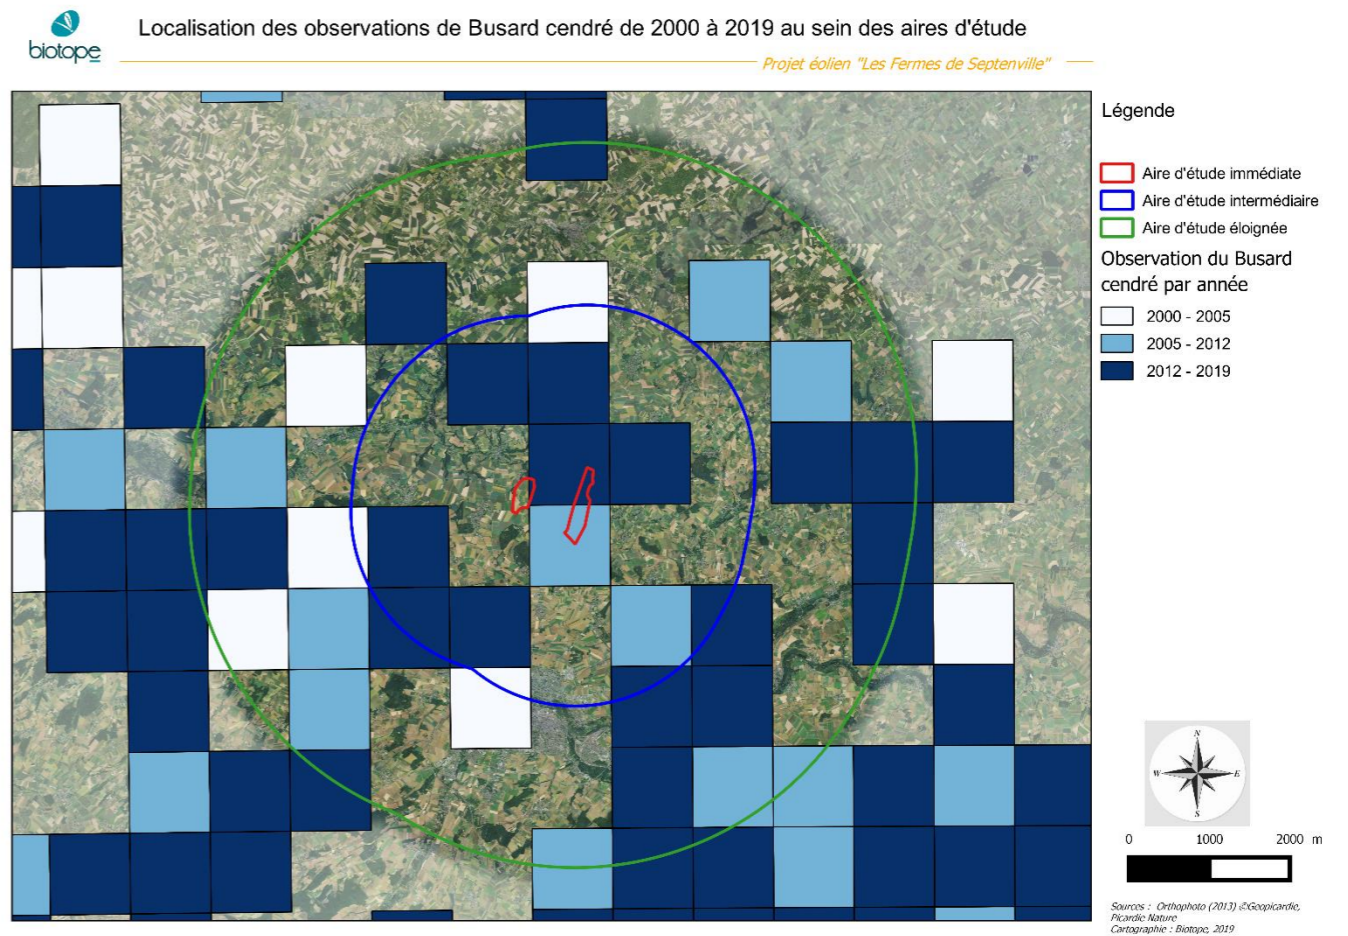 biotope
Localisation des observations de Busard cendré de 2000 à 2019 au sein des aires d'étude
Projet éolien "Les Fermes de Septenville"
Légende
Aire d'étude immédiate
Aire d'étude intermédiaire
Aire d'étude éloignée
Observation du Busard
cendré par année
2000 - 2005
2005 - 2012
2012 - 2019
N
W E
S
0 1000 2000 m
Sources : Orthophoto (2013) ©Geopicardie,
Picardie Nature
Cartographie : Biotope, 2019